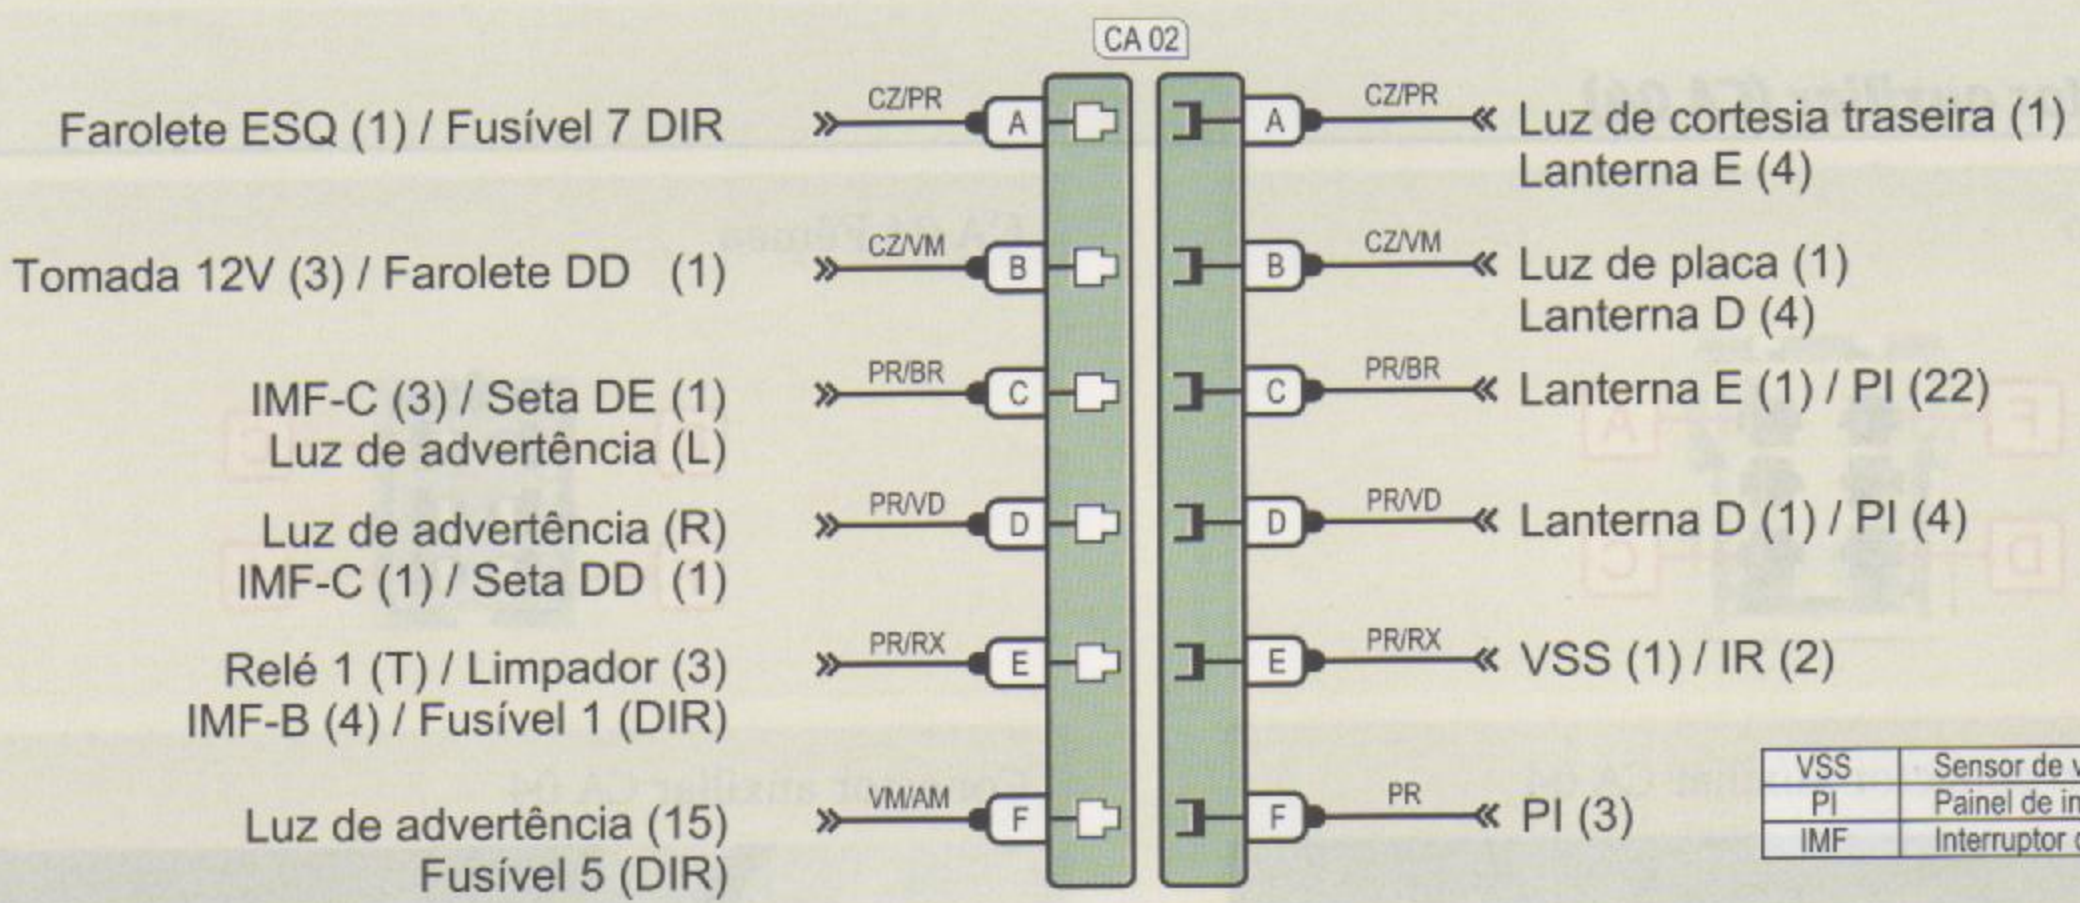 CA 02
Farolete ESQ (1) / Fusível 7 DIR
CZ/PR
A
A
CZ/PR
Luz de cortesia traseira (1)
Lanterna E (4)
Tomada 12V (3) / Farolete DD (1)
CZ/VM
B
B
CZ/VM
Luz de placa (1)
Lanterna D (4)
IMF-C (3) / Seta DE (1)
Luz de advertência (L)
PR/BR
C
C
PR/BR
Lanterna E (1) / PI (22)
Luz de advertência (R)
IMF-C (1) / Seta DD (1)
PR/VD
D
D
PR/VD
Lanterna D (1) / PI (4)
Relé 1 (T) / Limpador (3)
IMF-B (4) / Fusível 1 (DIR)
PR/RX
E
E
PR/RX
VSS (1) / IR (2)
Luz de advertência (15)
Fusível 5 (DIR)
VM/AM
F
F
PR
PI (3)
VSS Sensor de v
PI Painel de in
IMF Interruptor